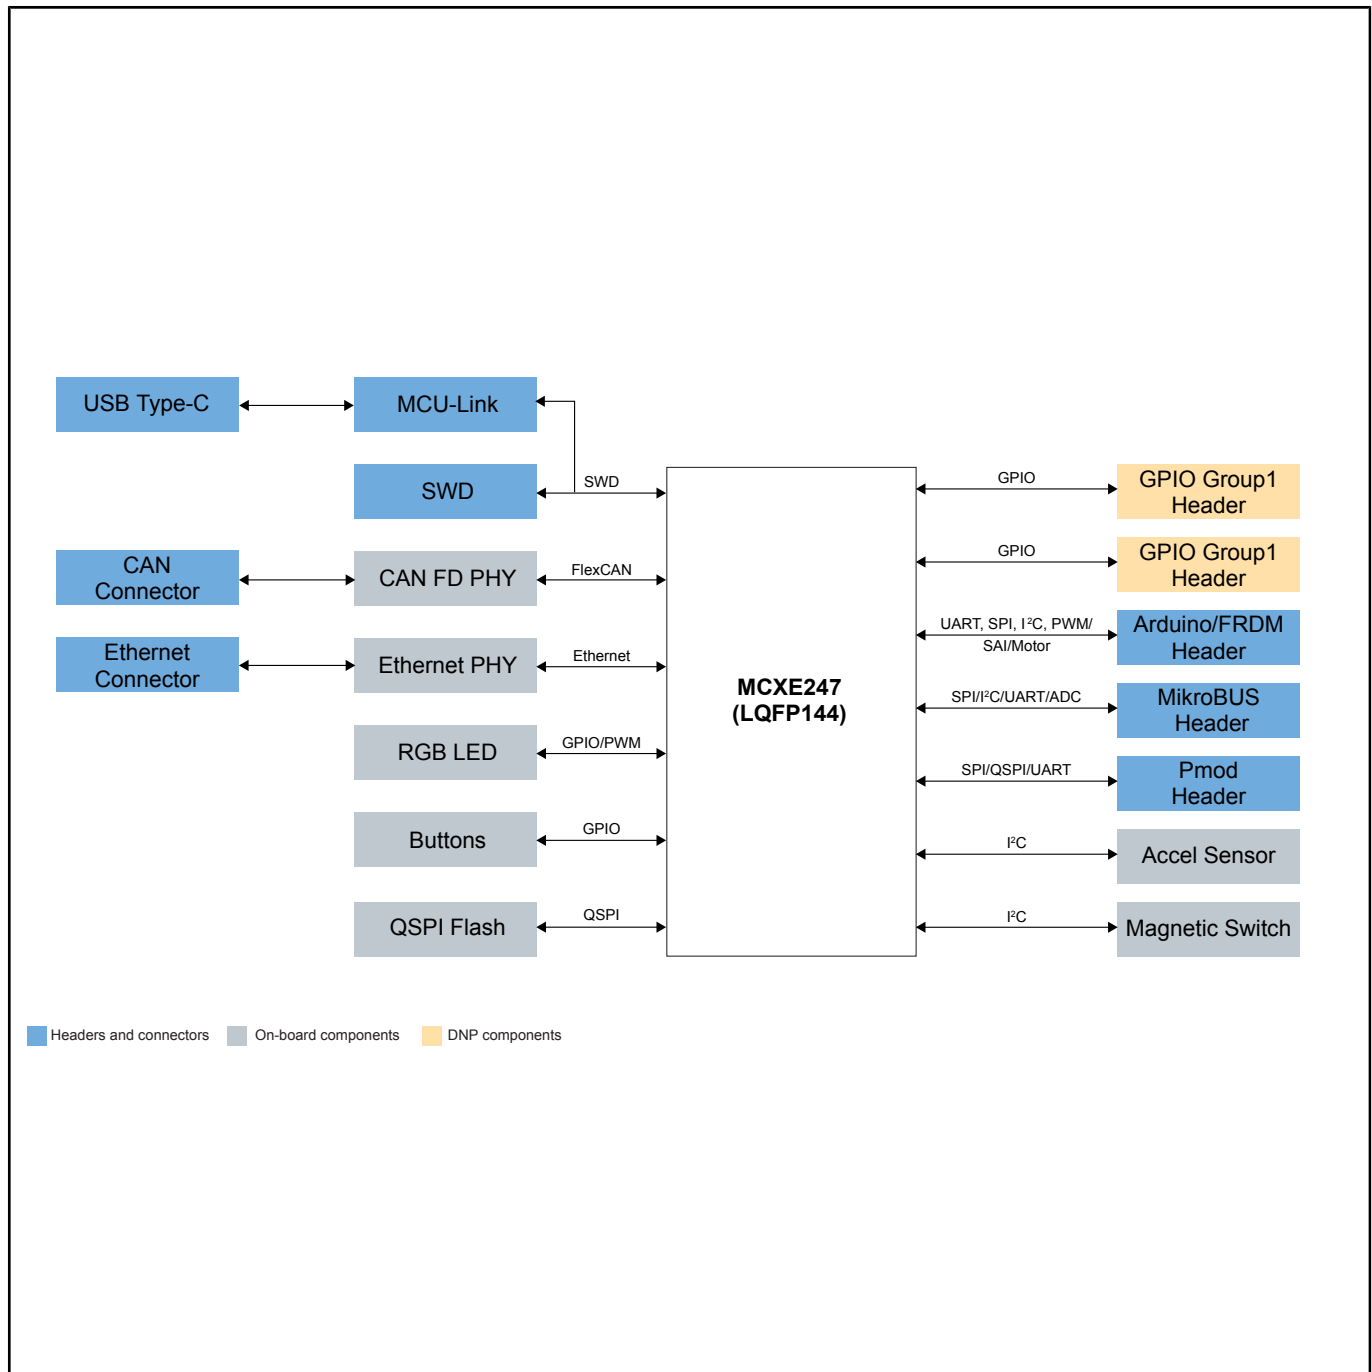 USB Type-C
MCU-Link
SWD
SWD
CAN
Connector
CAN FD PHY
FlexCAN
Ethernet
Connector
Ethernet PHY
Ethernet
RGB LED
GPIO/PWM
Buttons
GPIO
QSPI Flash
QSPI
MCXE247
(LQFP144)
GPIO
GPIO Group1
Header
GPIO
GPIO Group1
Header
UART, SPI, I²C, PWM/
SAI/Motor
Arduino/FRDM
Header
SPI/I²C/UART/ADC
MikroBUS
Header
SPI/QSPI/UART
Pmod
Header
I²C
Accel Sensor
I²C
Magnetic Switch
Headers and connectors
On-board components
DNP components